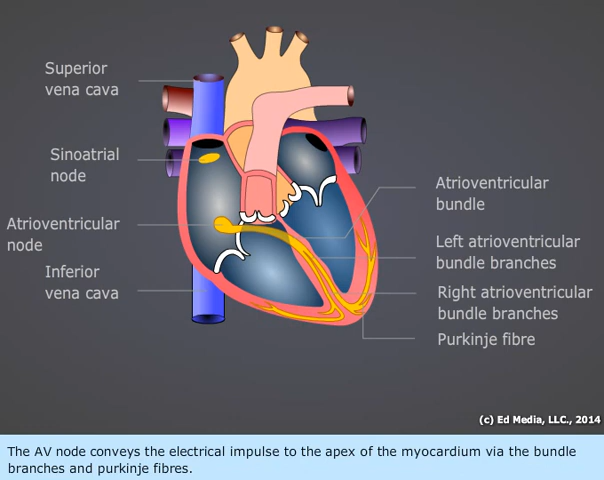 Superior
vena cava
Sinoatrial
node
Atrioventricular
node
Inferior
vena cava
Atrioventricular
bundle
Left atrioventricular
bundle branches
Right atrioventricular
bundle branches
Purkinje fibre
(c) Ed Media, LLC., 2014
The AV node conveys the electrical impulse to the apex of the myocardium via the bundle
branches and purkinje fibres.